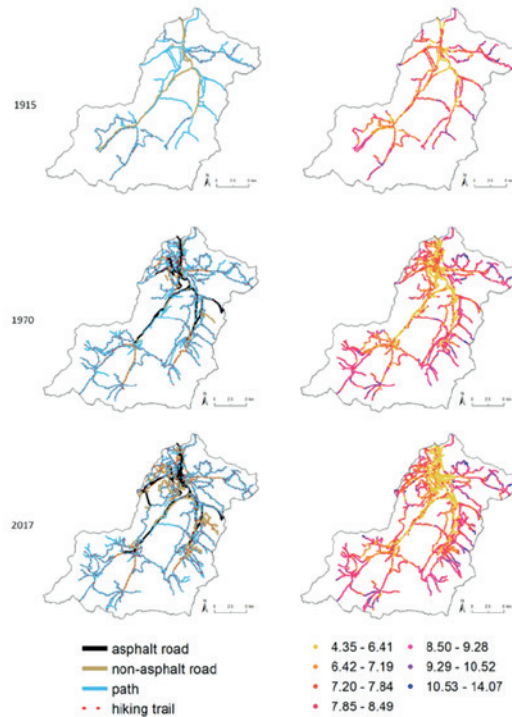 1915
1970
2017
asphalt road
non-asphalt road
path
hiking trail
4.35 - 6.41
6.42 - 7.19
7.20 - 7.84
7.85 - 8.49
8.50 - 9.28
9.29 - 10.52
10.53 - 14.07